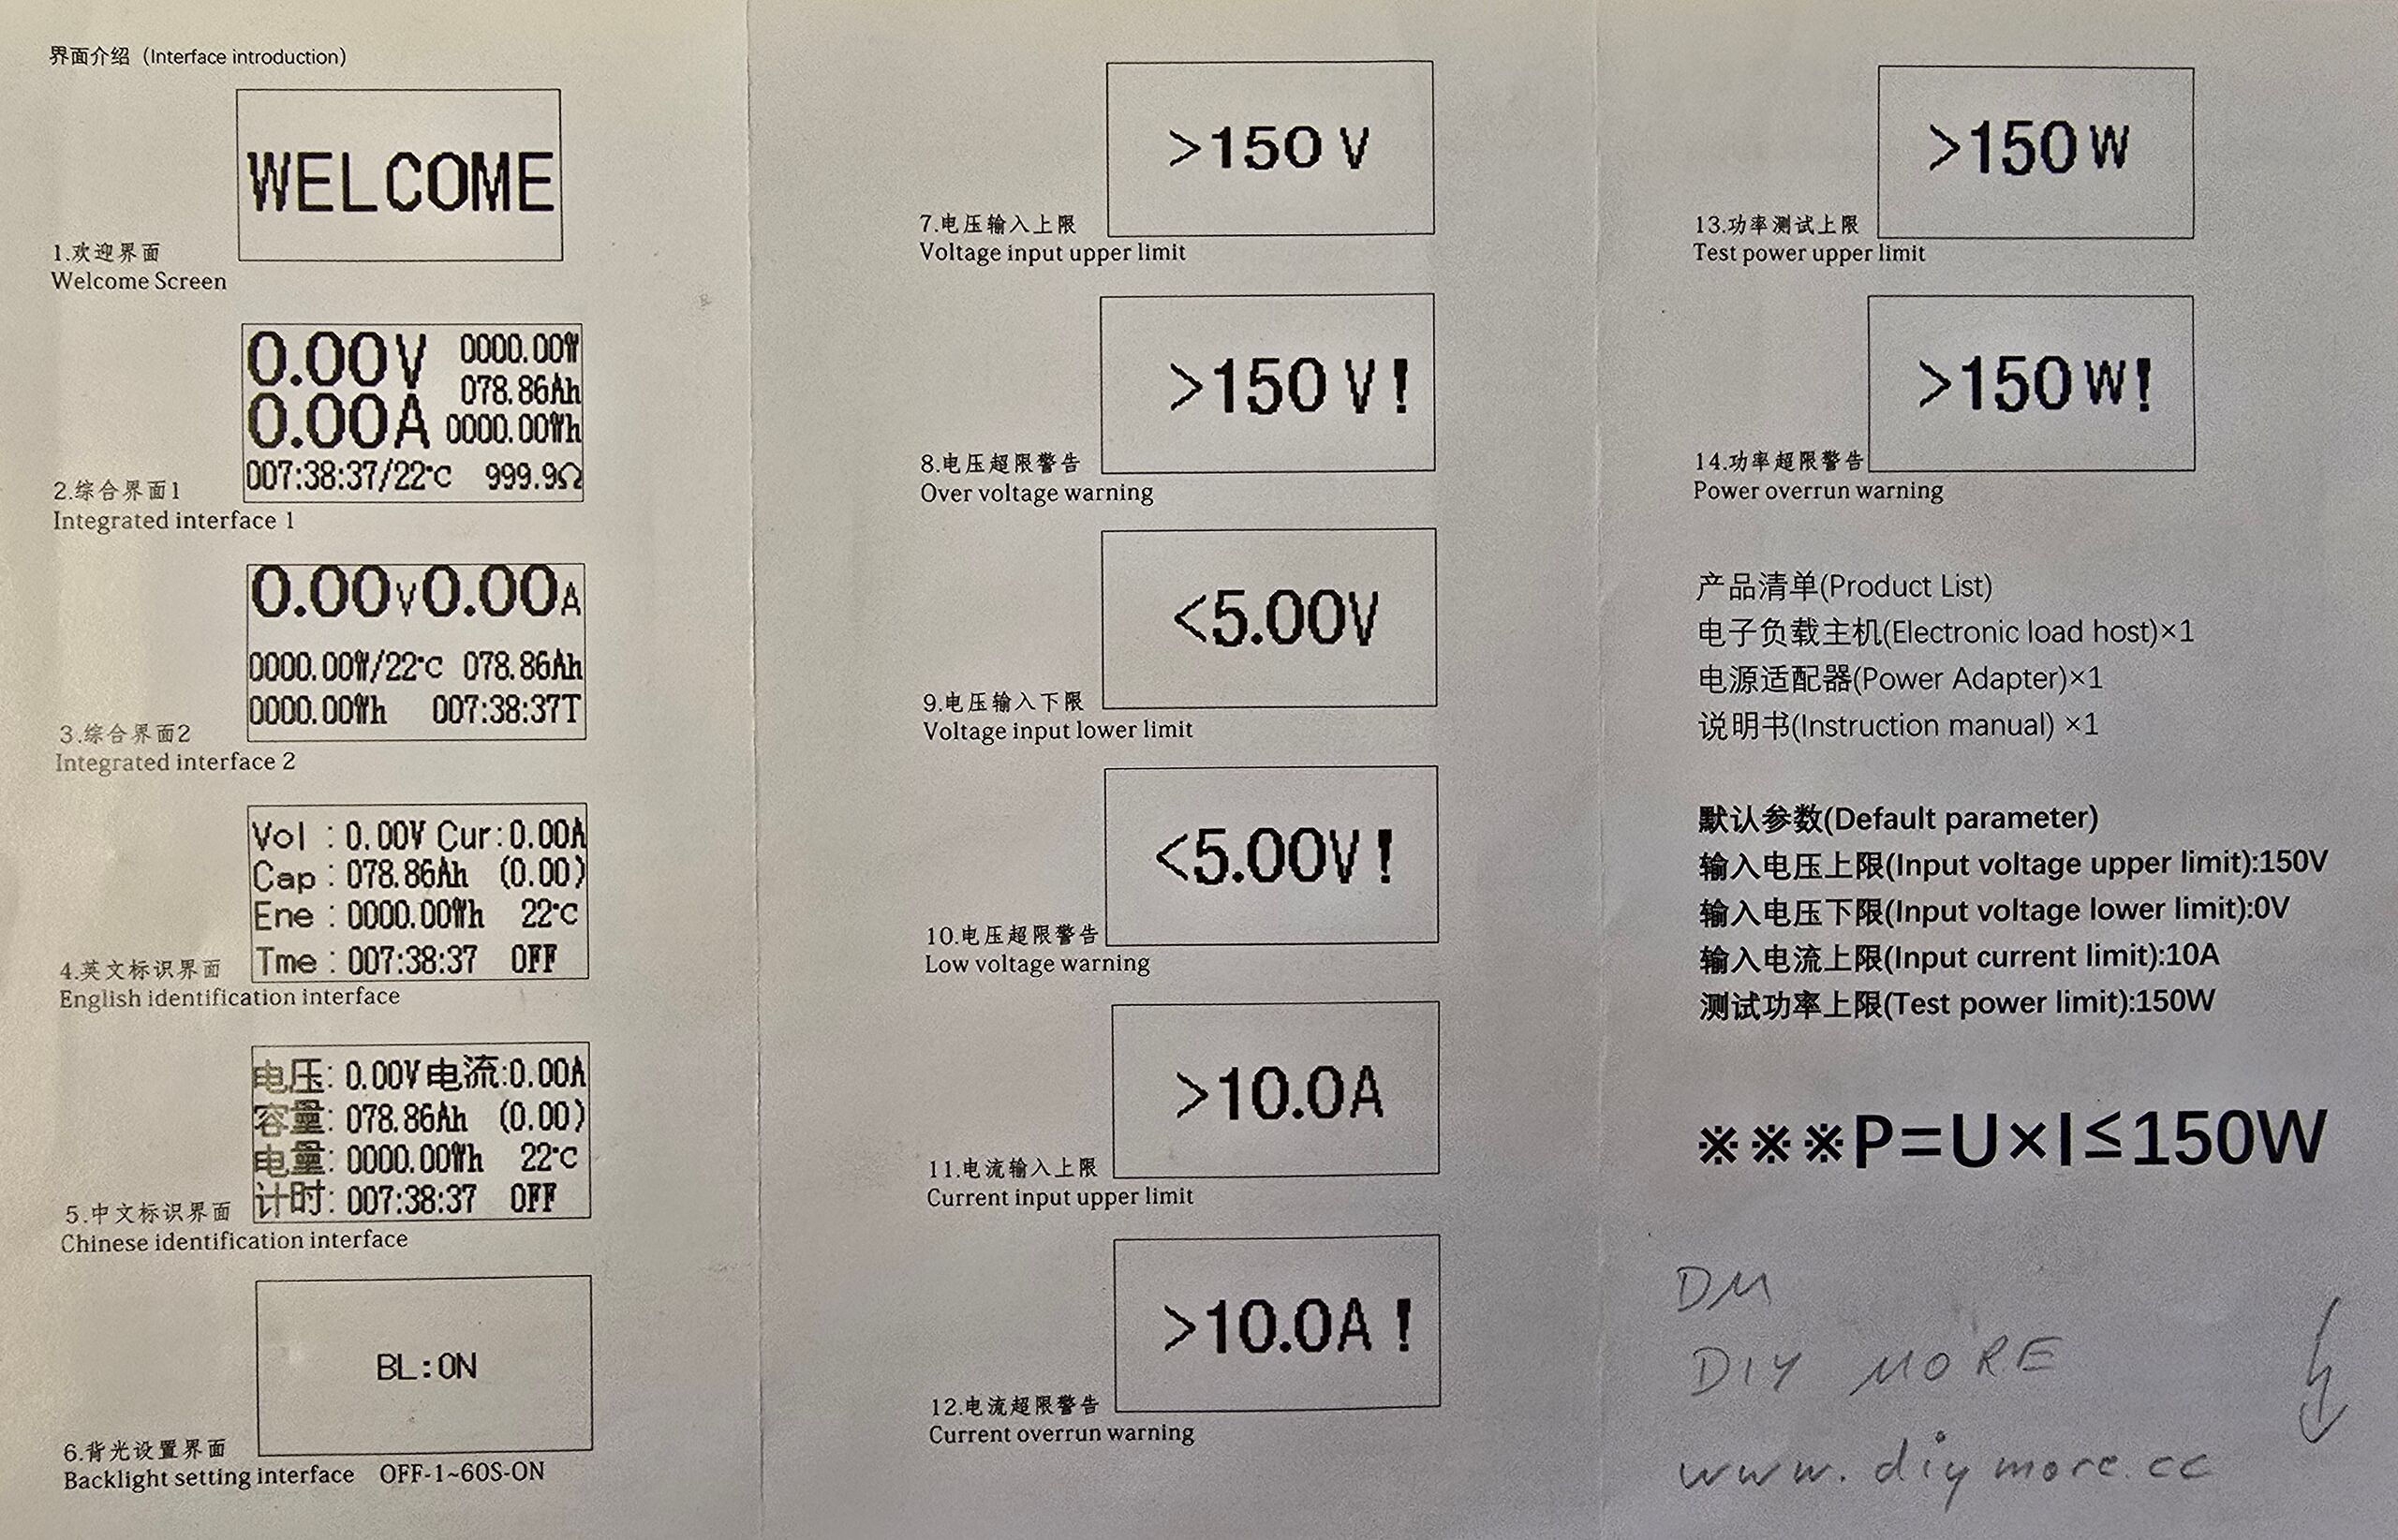 界面介绍（Interface introduction）
WELCOME
1.欢迎界面
Welcome Screen
0.00V 0000.00W
078.86Ah
0.00A 0000.00Wh
007:38:37/22°C 999.9Ω
2.综合界面1
Integrated interface 1
0.00V0.00A
0000.00W/22°C 078.86Ah
0000.00Wh 007:38:37T
3.综合界面2
Integrated interface 2
Vol : 0.00V Cur:0.00A
Cap : 078.86Ah (0.00)
Ene : 0000.00Wh 22°C
Tme : 007:38:37 OFF
4.英文标识界面
English identification interface
电压: 0.00V 电流:0.00A
容量: 078.86Ah (0.00)
电量: 0000.00Wh 22°C
计时: 007:38:37 OFF
5.中文标识界面
Chinese identification interface
BL:ON
6.背光设置界面
Backlight setting interface OFF-1~60S-ON
>150 V
7.电压输入上限
Voltage input upper limit
>150 V!
8.电压超限警告
Over voltage warning
<5.00V
9.电压输入下限
Voltage input lower limit
<5.00V!
10.电压超限警告
Low voltage warning
>10.0A
11.电流输入上限
Current input upper limit
>10.0A !
12.电流超限警告
Current overrun warning
>150 W
13.功率测试上限
Test power upper limit
>150 W!
14.功率超限警告
Power overrun warning
产品清单(Product List)
电子负载主机(Electronic load host)×1
电源适配器(Power Adapter)×1
说明书(Instruction manual) ×1
默认参数(Default parameter)
输入电压上限(Input voltage upper limit):150V
输入电压下限(Input voltage lower limit):0V
输入电流上限(Input current limit):10A
测试功率上限(Test power limit):150W
※※※P=U×I≤150W
DM
DIY MORE
www.diymore.cc